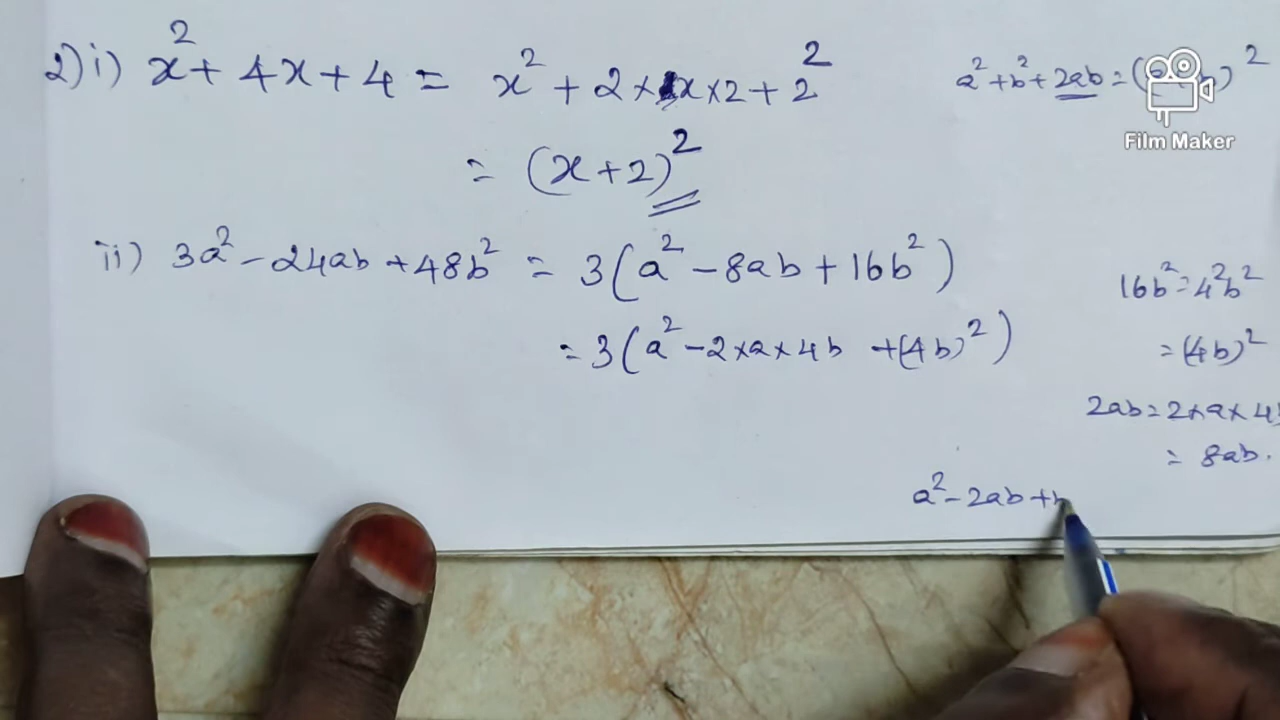 2) i) x² + 4x + 4 = x² + 2 × x × 2 + 2²
a² + b² + 2ab = ( )²
Film Maker
= (x + 2)²
ii) 3a² - 24ab + 48b² = 3(a² - 8ab + 16b²)
16b² = 4²b²
= 3(a² - 2 × a × 4b + (4b)²)
= (4b)²
2ab = 2 × a × 4b
= 8ab.
a² - 2ab + b